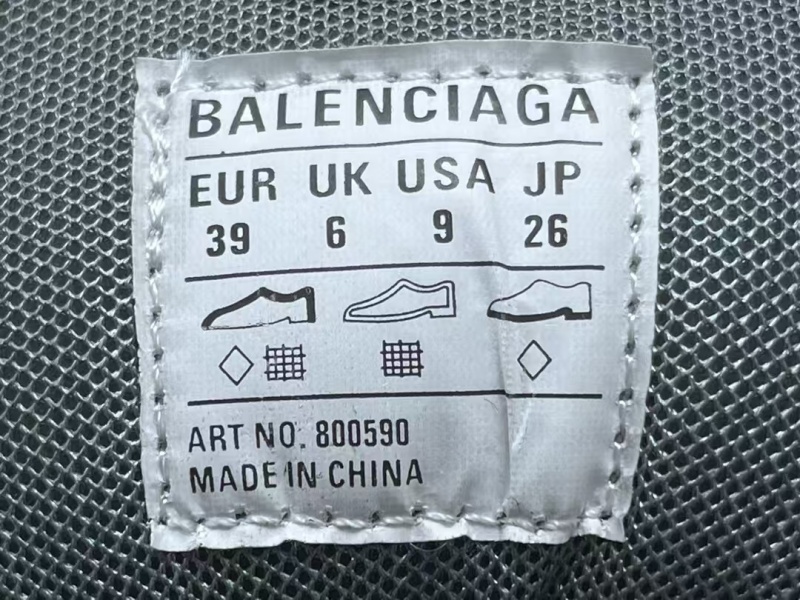 BALENCIAGA
EUR UK USA JP
39 6 9 26
ART NO. 800590
MADE IN CHINA